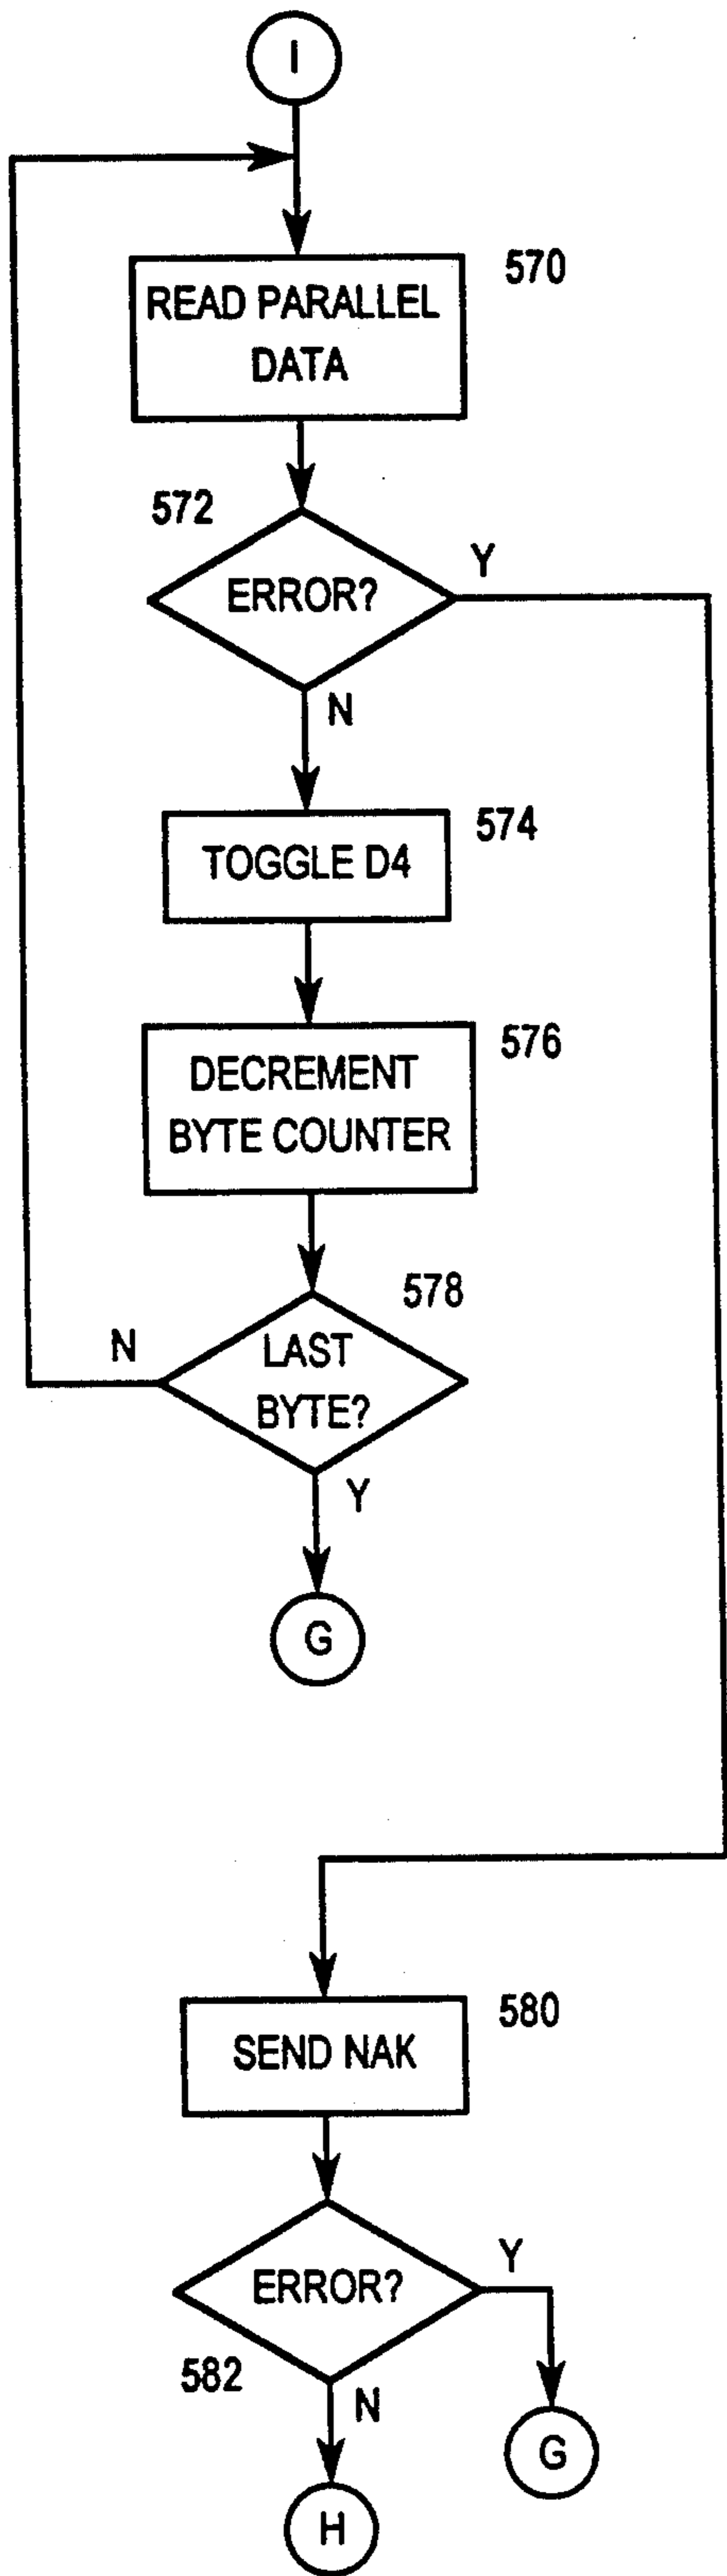 I
570
READ PARALLEL
DATA
572
ERROR?
Y
N
574
TOGGLE D4
576
DECREMENT
BYTE COUNTER
578
N
LAST
BYTE?
Y
G
580
SEND NAK
Y
ERROR?
582
N
G
H